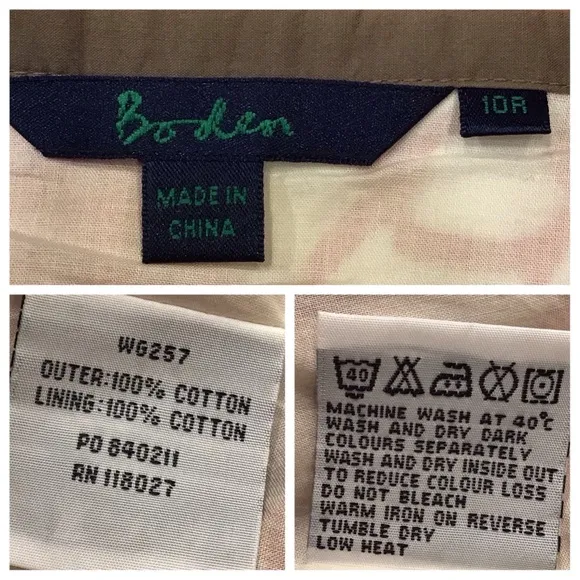 Boden
10R
MADE IN
CHINA
WG257
OUTER:100% COTTON
LINING:100% COTTON
PO 840211
RN 118027
40
MACHINE WASH AT 40°C
WASH AND DRY DARK
COLOURS SEPARATELY
WASH AND DRY INSIDE OUT
TO REDUCE COLOUR LOSS
DO NOT BLEACH
WARM IRON ON REVERSE
TUMBLE DRY
LOW HEAT